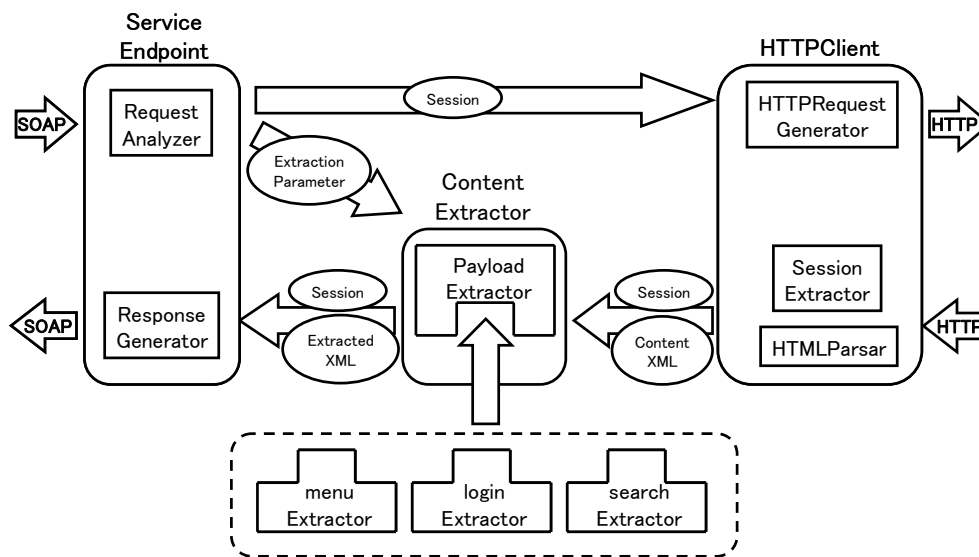 Service
Endpoint
HTTPClient
SOAP
Request
Analyzer
Session
HTTPRequest
Generator
HTTP
Extraction
Parameter
Content
Extractor
Payload
Extractor
Session
Session
Session
Extractor
SOAP
Response
Generator
Extracted
XML
Content
XML
HTMLParsar
HTTP
menu
Extractor
login
Extractor
search
Extractor